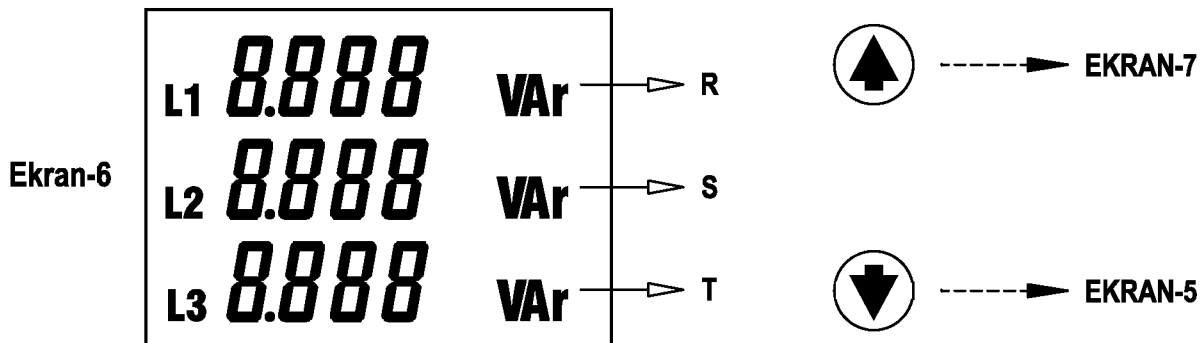 L1 8.888 VAr R
EKRAN-7
Ekran-6
L2 8.888 VAr S
L3 8.888 VAr T
EKRAN-5